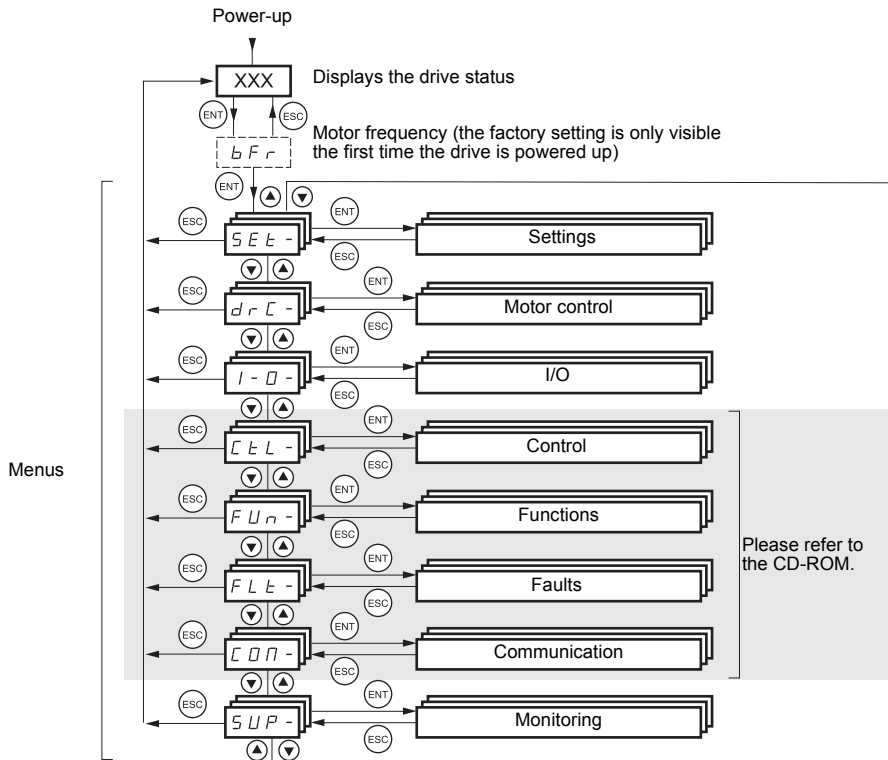 Power-up
XXX
Displays the drive status
ENT
ESC
Motor frequency (the factory setting is only visible
the first time the drive is powered up)
bFr
ENT
ESC
SEt-
ENT
ESC
Settings
ESC
drC-
ENT
ESC
Motor control
ESC
I-O-
ENT
ESC
I/O
ESC
CtL-
ENT
ESC
Control
Menus
ESC
FUn-
ENT
ESC
Functions
Please refer to
the CD-ROM.
ESC
FLt-
ENT
ESC
Faults
ESC
COM-
ENT
ESC
Communication
ESC
SUP-
ENT
ESC
Monitoring